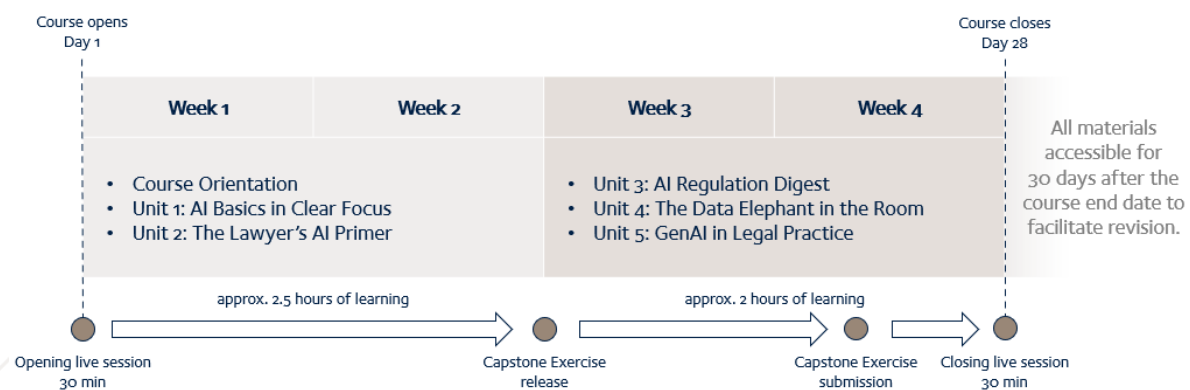 Course opens
Day 1
Course closes
Day 28
Week 1
Week 2
Week 3
Week 4
• Course Orientation
• Unit 1: AI Basics in Clear Focus
• Unit 2: The Lawyer's AI Primer
• Unit 3: AI Regulation Digest
• Unit 4: The Data Elephant in the Room
• Unit 5: GenAI in Legal Practice
All materials
accessible for
30 days after the
course end date to
facilitate revision.
approx. 2.5 hours of learning
approx. 2 hours of learning
Opening live session
30 min
Capstone Exercise
release
Capstone Exercise
submission
Closing live session
30 min